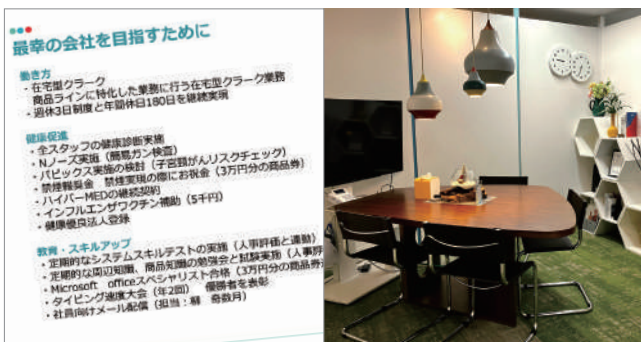 最幸の会社を目指すために
働き方
・在宅型クラーク
商品ラインに特化した業務に行う在宅型クラーク業務
・週休3日制度と年間休日180日を継続実現
健康促進
・全スタッフの健康診断実施
・Nノーズ実施（簡易ガン検査）
・パピックス実施の検討（子宮頸がんリスクチェック）
・禁煙報奨金　禁煙実現の際にお祝金（3万円分の商品券）
・ハイパーMEDの継続契約
・インフルエンザワクチン補助（5千円）
・健康優良法人登録
教育・スキルアップ
・定期的なシステムスキルテストの実施（人事評価と連動）
・定期的な周辺知識、商品知識の勉強会と試験実施（人事評
・Microsoft officeスペシャリスト合格（3万円分の商品券
・タイピング速度大会（年2回）　優勝者を表彰
・社員向けメール配信（担当： 奇数月）